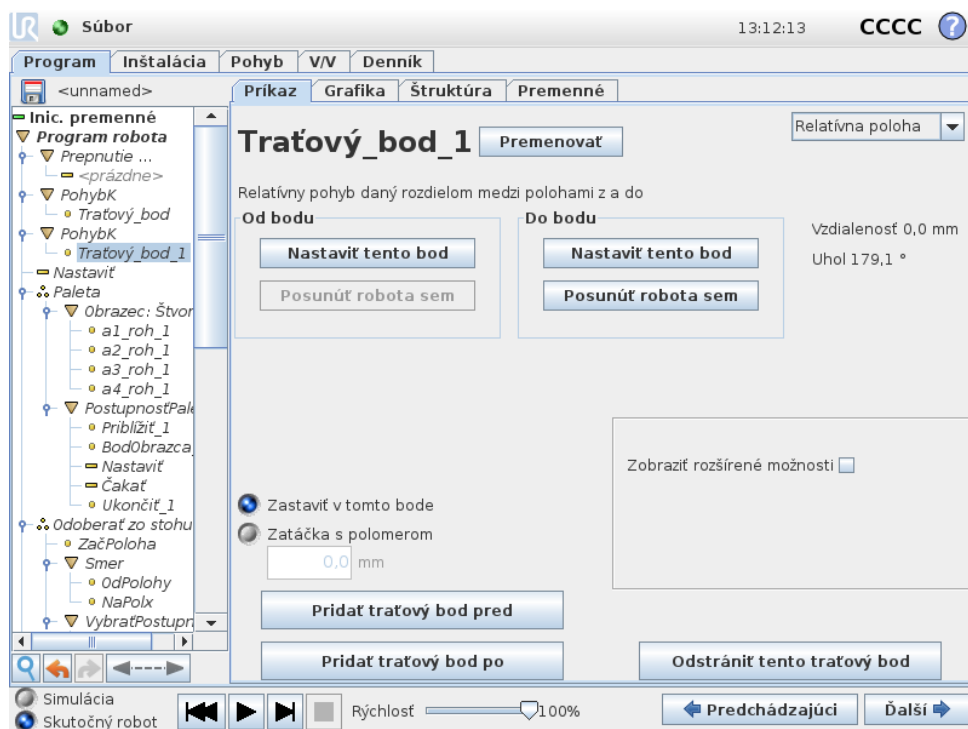 Súbor
13:12:13
CCCC
?
Program
Inštalácia
Pohyb
V/V
Denník
<unnamed>
Príkaz
Grafika
Štruktúra
Premenné
Inic. premenné
Program robota
Prepnutie ...
<prázdne>
PohybK
Traťový_bod
PohybK
Traťový_bod_1
Nastaviť
Paleta
Obrazec: Štvor
a1_roh_1
a2_roh_1
a3_roh_1
a4_roh_1
PostupnosťPale
Priblížiť_1
BodObrazca_
Nastaviť
Čakať
Ukončiť_1
Odoberať zo stohu
ZačPoloha
Smer
OdPolohy
NaPolx
VybraťPostupn
Traťový_bod_1
Premenovať
Relatívna poloha
Relatívny pohyb daný rozdielom medzi polohami z a do
Od bodu
Nastaviť tento bod
Posunúť robota sem
Do bodu
Nastaviť tento bod
Posunúť robota sem
Vzdialenosť 0,0 mm
Uhol 179,1 °
Zobraziť rozšírené možnosti
Zastaviť v tomto bode
Zatáčka s polomerom
0,0 mm
Pridať traťový bod pred
Pridať traťový bod po
Odstrániť tento traťový bod
Simulácia
Skutočný robot
Rýchlosť
100%
Predchádzajúci
Ďalší